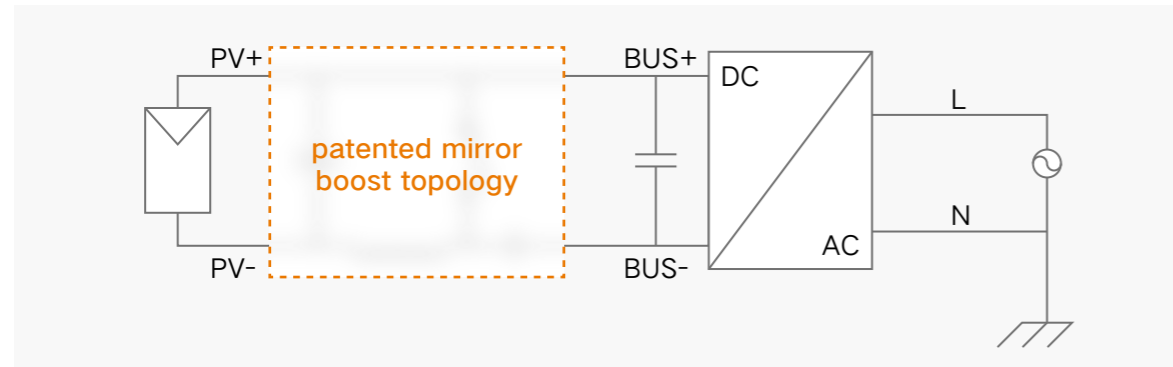 PV+
BUS+
DC
L
patented mirror
boost topology
N
AC
PV-
BUS-